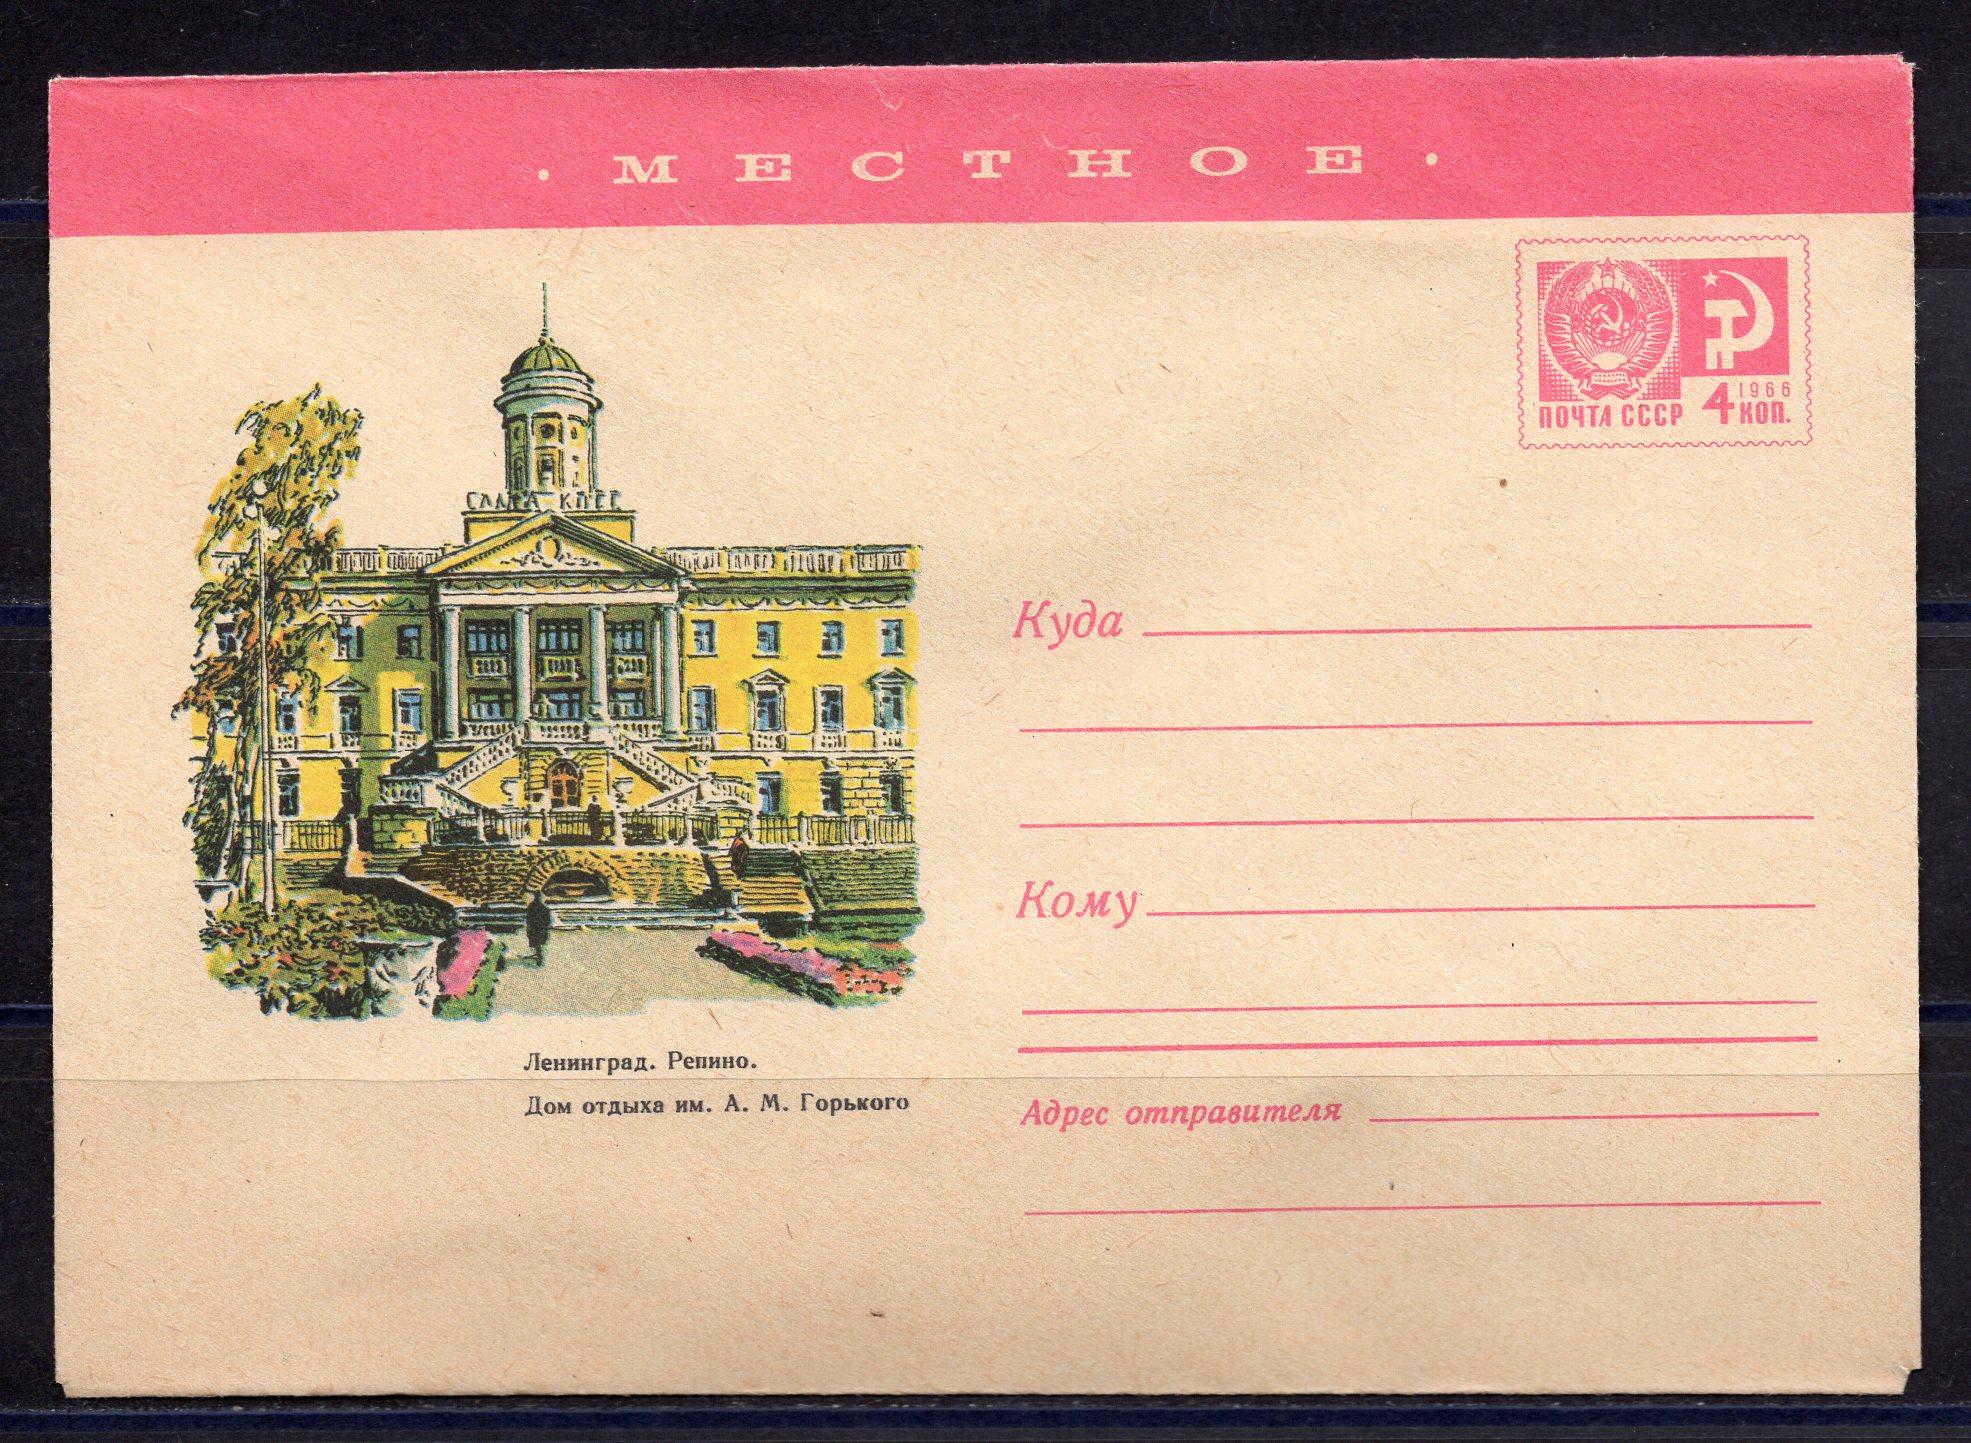 · МЕСТНОЕ ·
1966
ПОЧТА СССР 4 КОП.
СЛАВА КПСС
Куда
Кому
Ленинград. Репино.
Дом отдыха им. А. М. Горького
Адрес отправителя